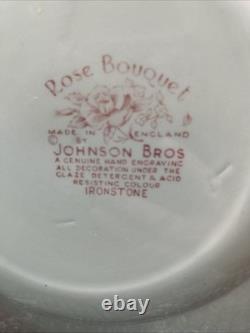 Rose Bouquet
MADE IN ENGLAND
© BY
JOHNSON BROS
A GENUINE HAND ENGRAVING
ALL DECORATION UNDER THE
GLAZE DETERGENT & ACID
RESISTING COLOUR
IRONSTONE